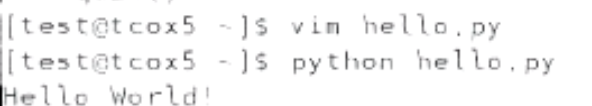 [test@tcox5 ~]$ vim hello.py
[test@tcox5 ~]$ python hello.py
Hello World!